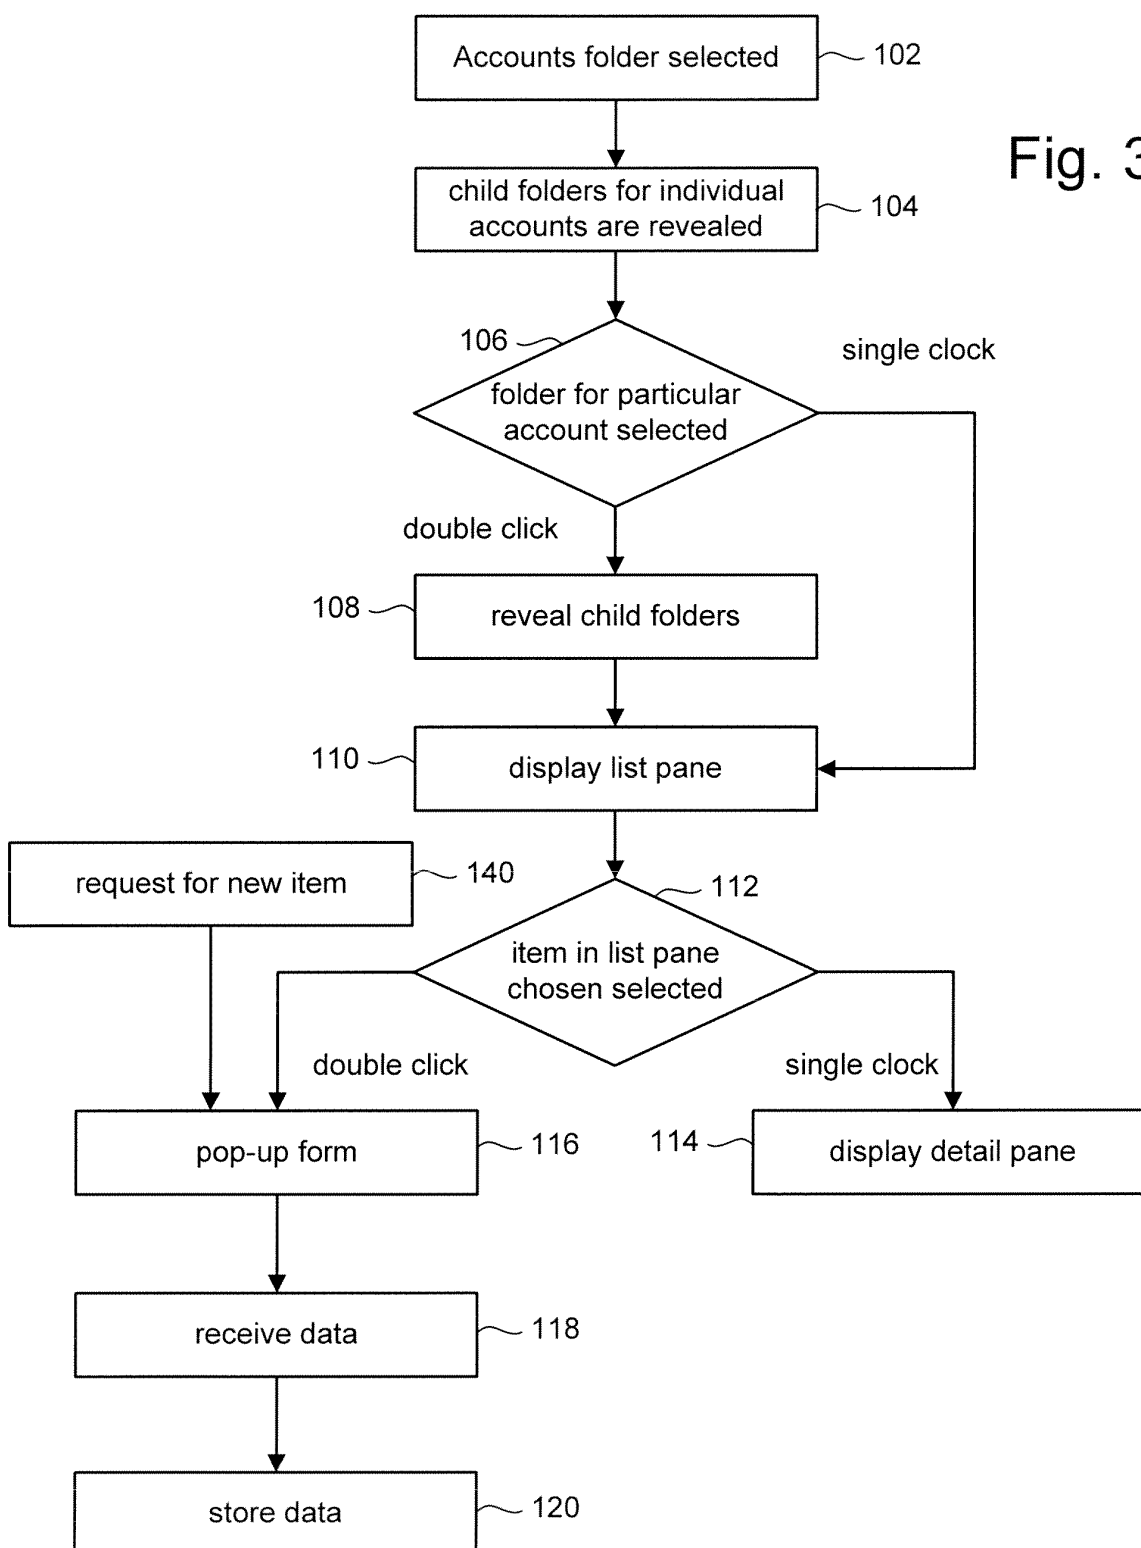 Accounts folder selected
102
Fig. 3
child folders for individual
accounts are revealed
104
106
single clock
folder for particular
account selected
double click
108
reveal child folders
110
display list pane
request for new item
140
112
item in list pane
chosen selected
double click
single clock
pop-up form
116
114
display detail pane
receive data
118
store data
120